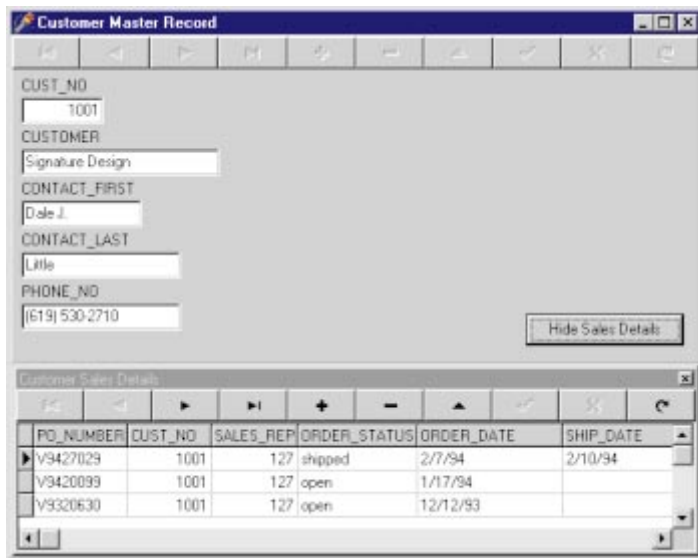 Customer Master Record
CUST_NO
1001
CUSTOMER
Signature Design
CONTACT_FIRST
Dale J.
CONTACT_LAST
Little
PHONE_NO
(619) 530-2710
Hide Sales Details
Customer Sales Details
PO_NUMBER CUST_NO SALES_REP ORDER_STATUS ORDER_DATE SHIP_DATE
V9427029 1001 127 shipped 2/7/94 2/10/94
V9420099 1001 127 open 1/17/94
V9320630 1001 127 open 12/12/93